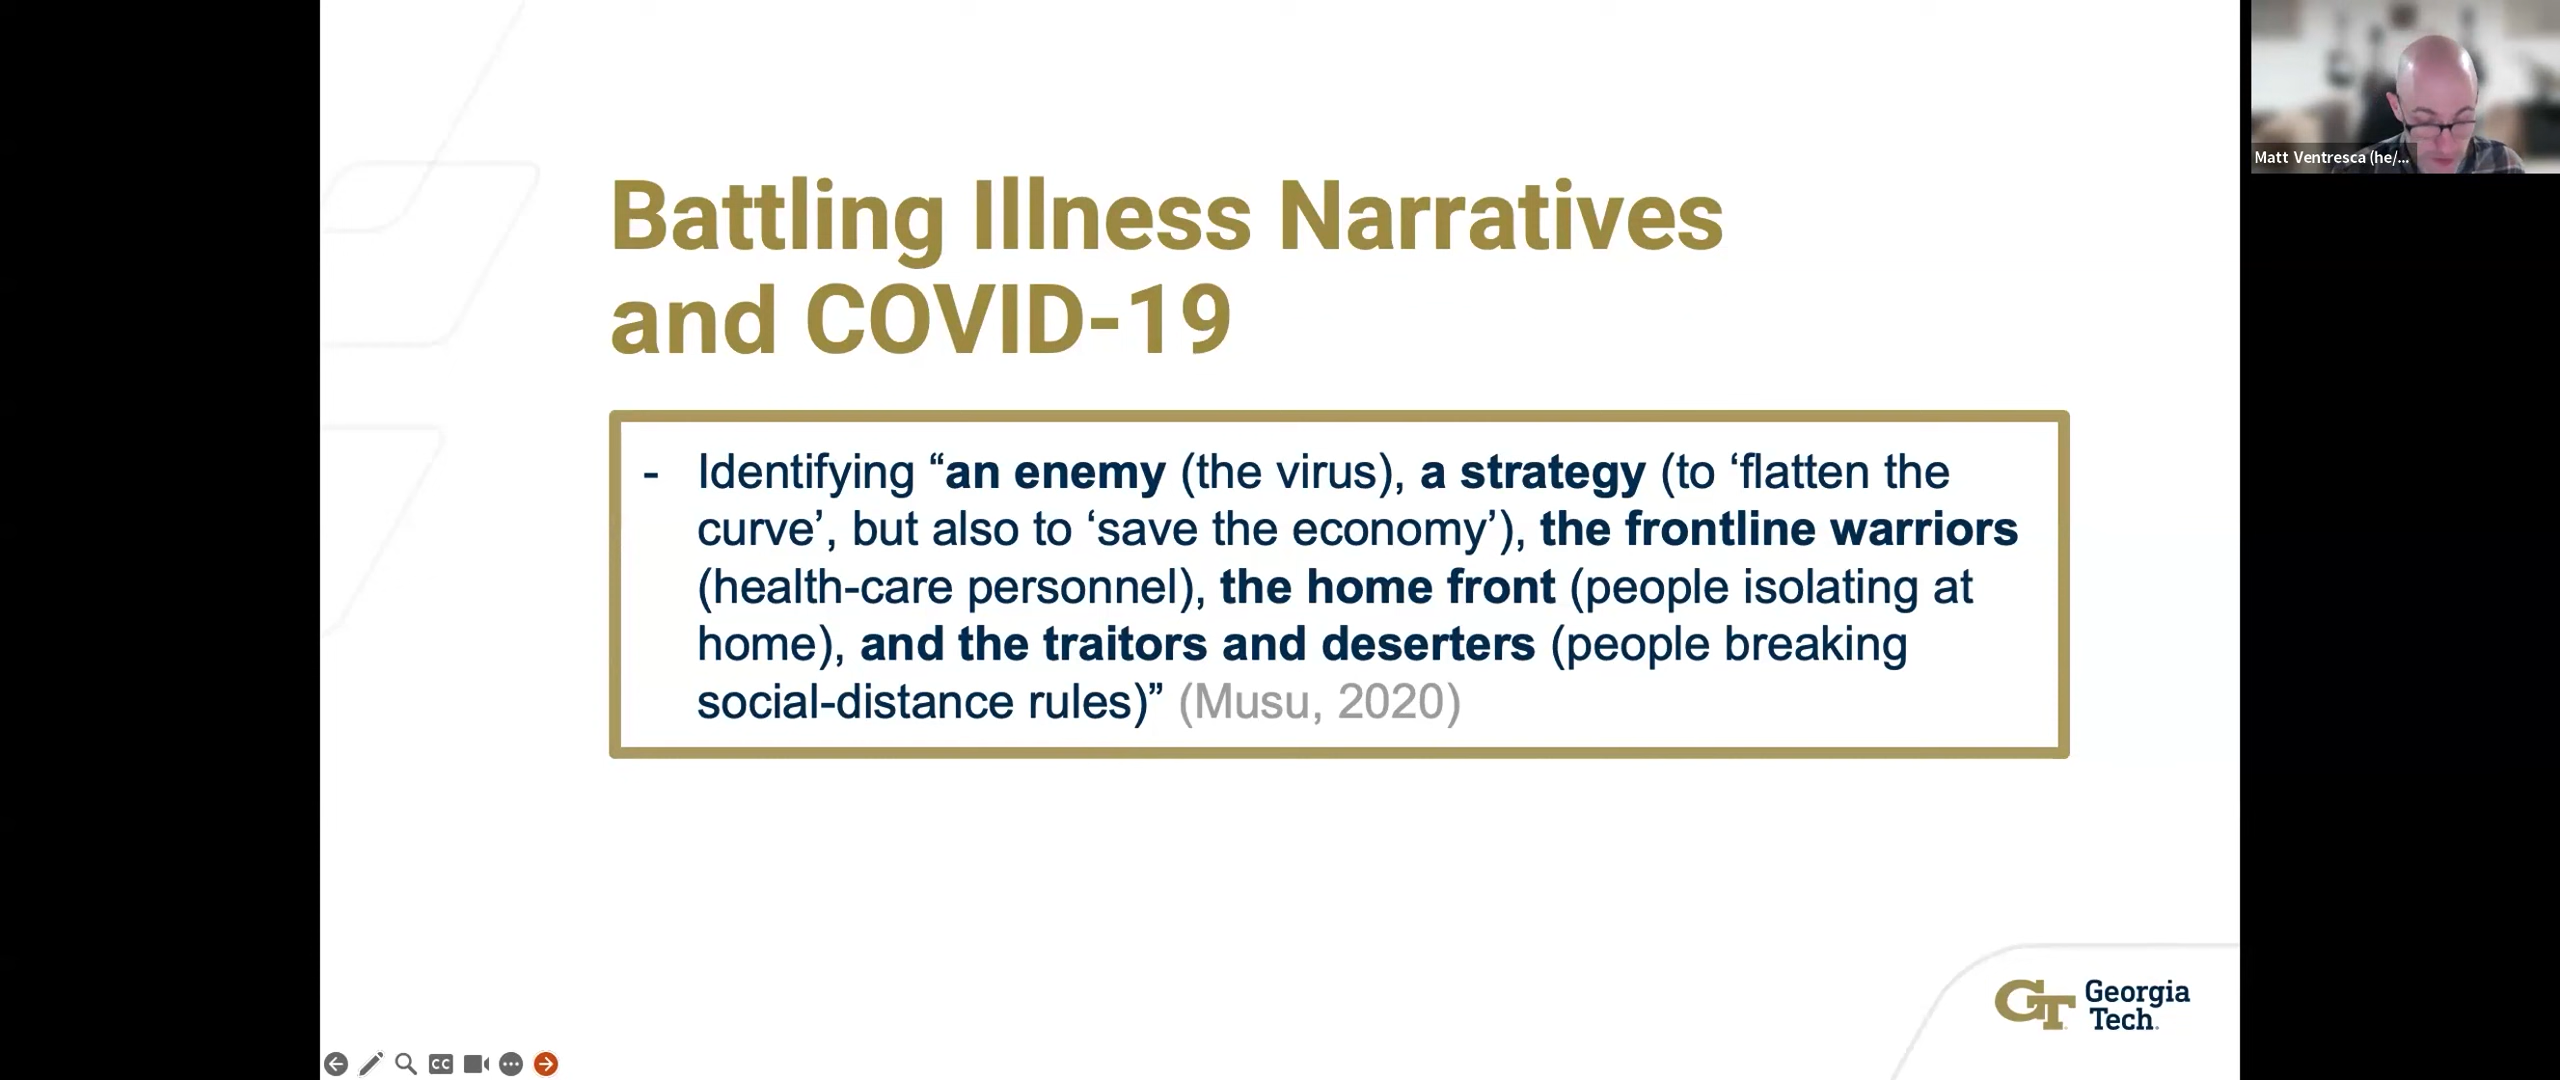 Battling Illness Narratives
and COVID-19
- Identifying “an enemy (the virus), a strategy (to ‘flatten the
curve’, but also to ‘save the economy’), the frontline warriors
(health-care personnel), the home front (people isolating at
home), and the traitors and deserters (people breaking
social-distance rules)” (Musu, 2020)
Matt Ventresca (he/...
GT Georgia
Tech.
CC